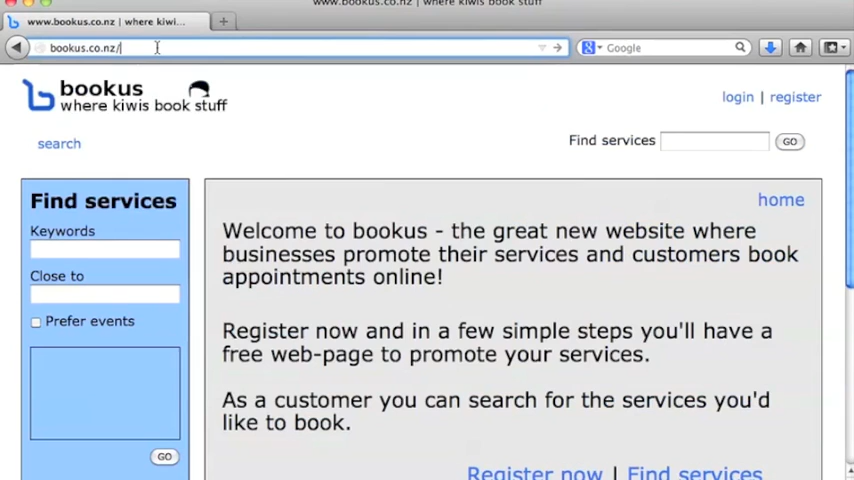 www.bookus.co.nz | where kiwis book stuff
www.bookus.co.nz | where kiwi...
bookus.co.nz/
Google
bookus
where kiwis book stuff
login | register
search
Find services
GO
Find services
Keywords
Close to
Prefer events
GO
home
Welcome to bookus - the great new website where
businesses promote their services and customers book
appointments online!
Register now and in a few simple steps you'll have a
free web-page to promote your services.
As a customer you can search for the services you'd
like to book.
Register now | Find services